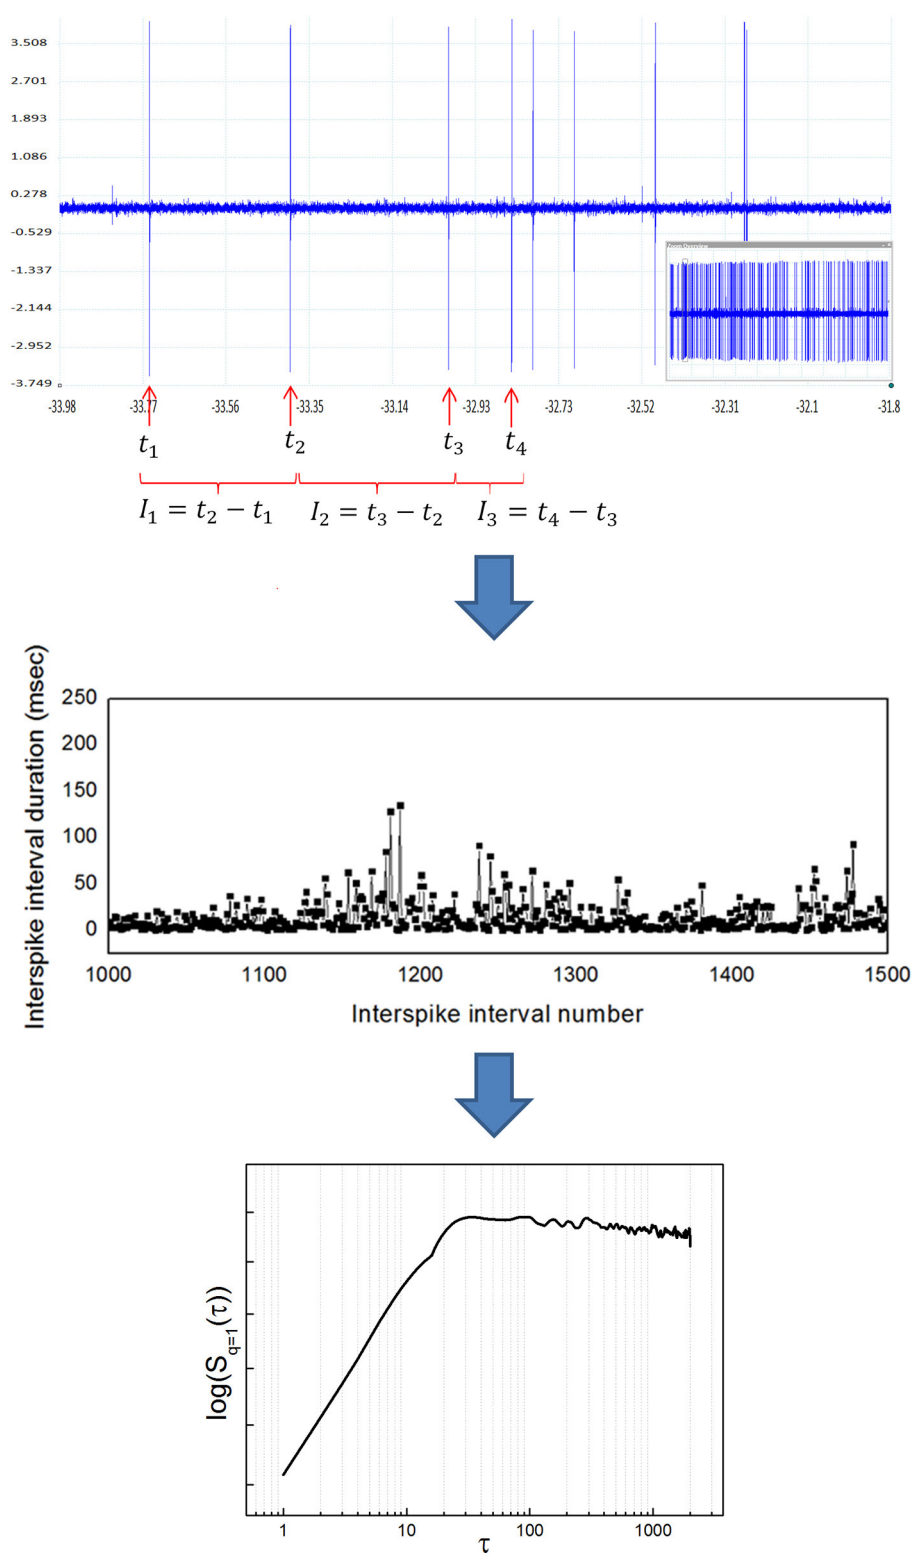 3.508
2.701
1.893
1.086
0.278
-0.529
-1.337
-2.144
-2.952
-3.749
Zoom Overview
-33.98 -33.77 -33.56 -33.35 -33.14 -32.93 -32.73 -32.52 -32.31 -32.1 -31.8
t₁ t₂ t₃ t₄
I₁ = t₂ − t₁ I₂ = t₃ − t₂ I₃ = t₄ − t₃
Interspike interval duration (msec)
250
200
150
100
50
0
1000 1100 1200 1300 1400 1500
Interspike interval number
log(S_{q=1}(τ))
1 10 100 1000
τ